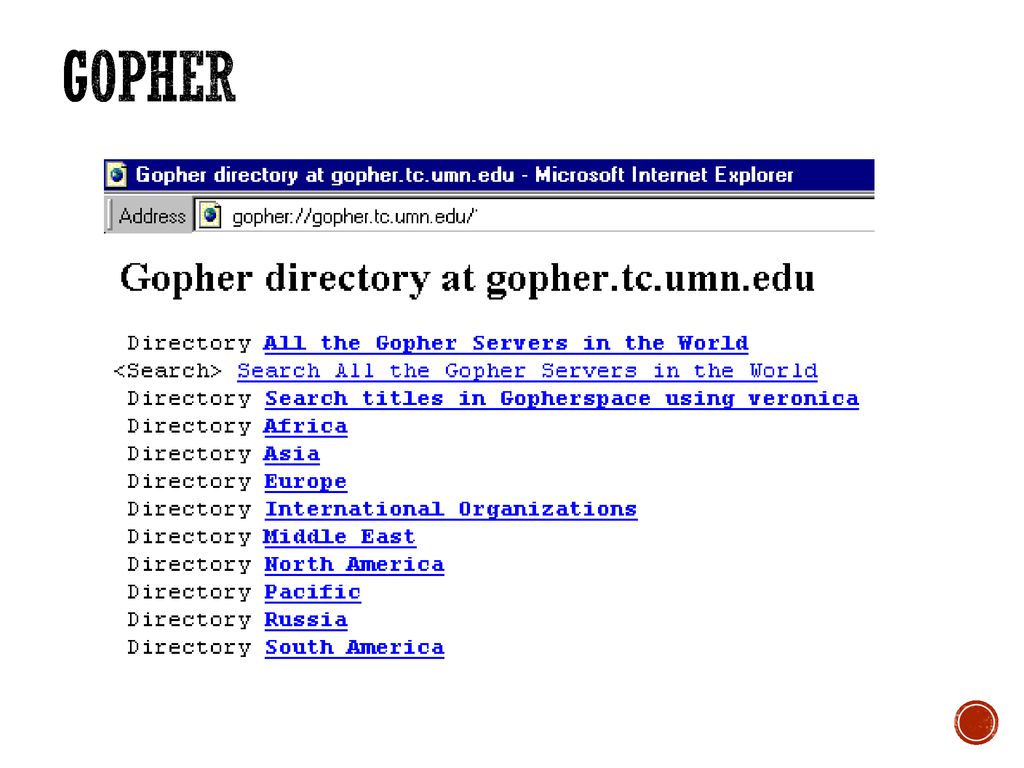 GOPHER
Gopher directory at gopher.tc.umn.edu - Microsoft Internet Explorer
Address gopher://gopher.tc.umn.edu/'
Gopher directory at gopher.tc.umn.edu
Directory All the Gopher Servers in the World
<Search> Search All the Gopher Servers in the World
Directory Search titles in Gopherspace using veronica
Directory Africa
Directory Asia
Directory Europe
Directory International Organizations
Directory Middle East
Directory North America
Directory Pacific
Directory Russia
Directory South America